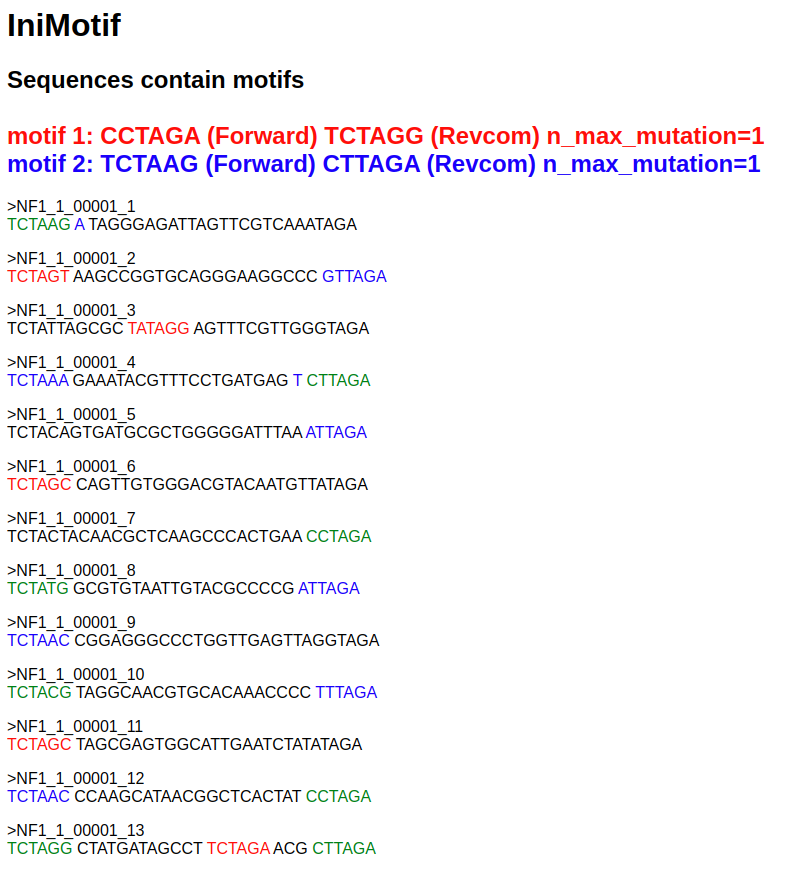 IniMotif
Sequences contain motifs
motif 1: CCTAGA (Forward) TCTAGG (Revcom) n_max_mutation=1
motif 2: TCTAAG (Forward) CTTAGA (Revcom) n_max_mutation=1
>NF1_1_00001_1
TCTAAG A TAGGGAGATTAGTTCGTCAAATAGA
>NF1_1_00001_2
TCTAGT AAGCCGGTGCAGGGAAGGCCC GTTAGA
>NF1_1_00001_3
TCTATTAGCGC TATAGG AGTTTCGTTGGGTAGA
>NF1_1_00001_4
TCTAAA GAAATACGTTTCCTGATGAG T CTTAGA
>NF1_1_00001_5
TCTACAGTGATGCGCTGGGGGATTTAA ATTAGA
>NF1_1_00001_6
TCTAGC CAGTTGTGGGACGTACAATGTTATAGA
>NF1_1_00001_7
TCTACTACAACGCTCAAGCCCACTGAA CCTAGA
>NF1_1_00001_8
TCTATG GCGTGTAATTGTACGCCCCG ATTAGA
>NF1_1_00001_9
TCTAAC CGGAGGGCCCTGGTTGAGTTAGGTAGA
>NF1_1_00001_10
TCTACG TAGGCAACGTGCACAAACCCC TTTAGA
>NF1_1_00001_11
TCTAGC TAGCGAGTGGCATTGAATCTATATAGA
>NF1_1_00001_12
TCTAAC CCAAGCATAACGGCTCACTAT CCTAGA
>NF1_1_00001_13
TCTAGG CTATGATAGCCT TCTAGA ACG CTTAGA